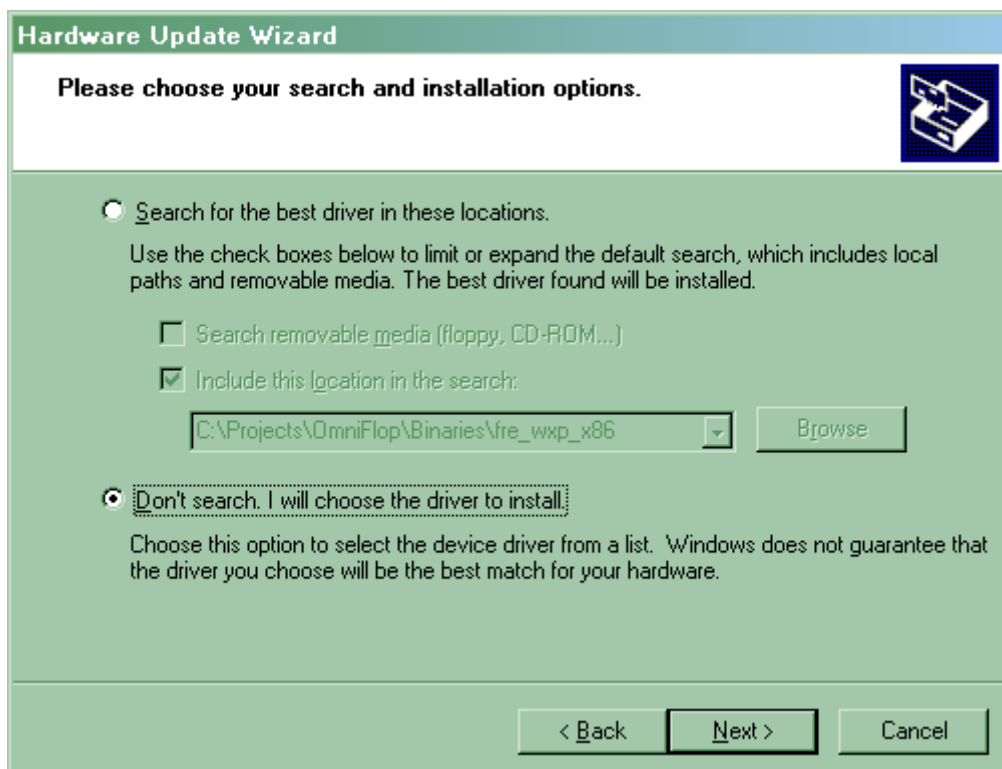 Hardware Update Wizard
Please choose your search and installation options.
Search for the best driver in these locations.
Use the check boxes below to limit or expand the default search, which includes local
paths and removable media. The best driver found will be installed.
Search removable media (floppy, CD-ROM...)
Include this location in the search:
C:\Projects\OmniFlop\Binaries\fre_wxp_x86
Browse
Don't search. I will choose the driver to install.
Choose this option to select the device driver from a list.  Windows does not guarantee that
the driver you choose will be the best match for your hardware.
< Back Next > Cancel